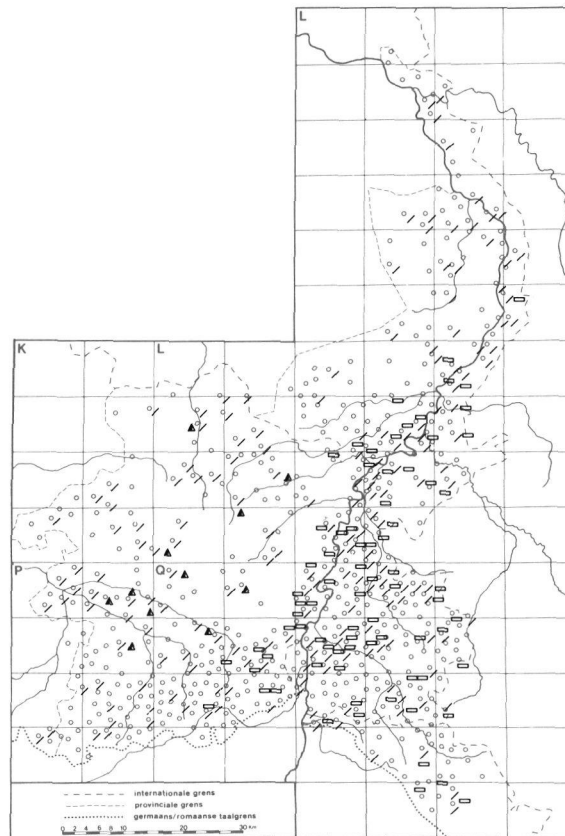 L
K L
P Q
internationale grens
provinciale grens
germaans/romaanse taalgrens
0 2 4 6 8 10 20 30 KM